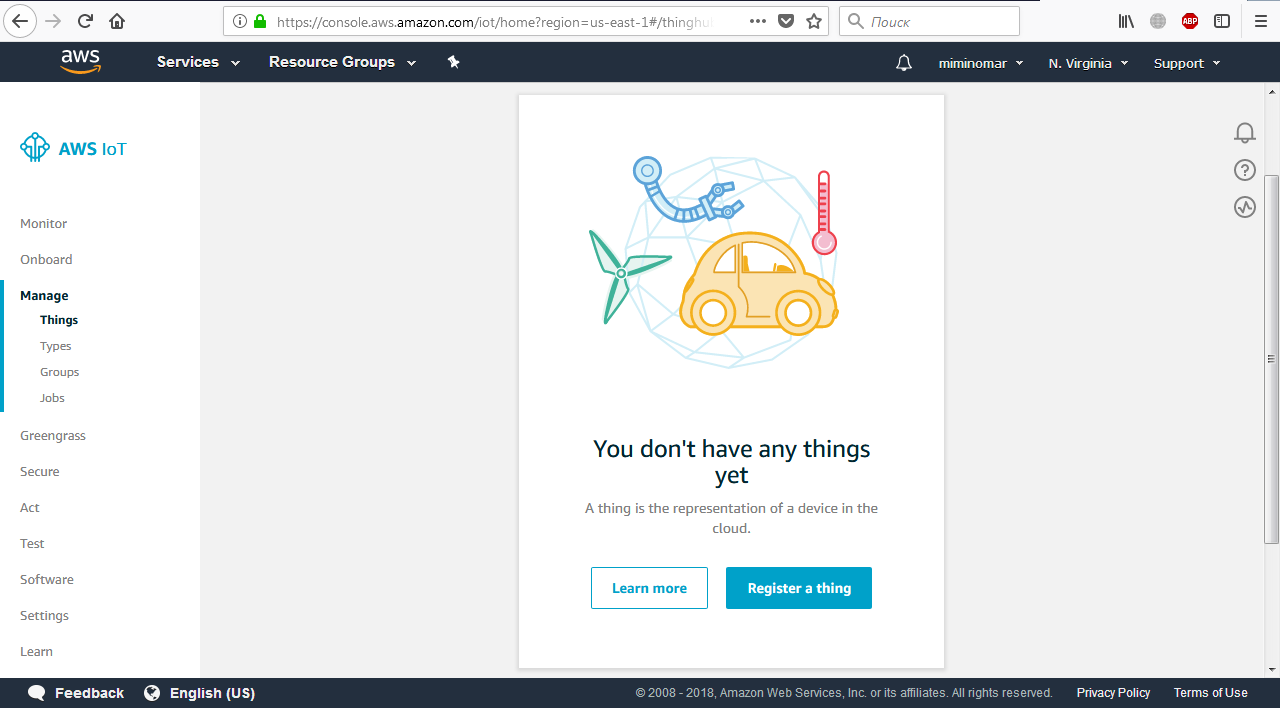 https://console.aws.amazon.com/iot/home?region=us-east-1#/thinghu
Поиск
ABP
aws
Services
Resource Groups
miminomar
N. Virginia
Support
AWS IoT
Monitor
Onboard
Manage
Things
Types
Groups
Jobs
Greengrass
Secure
Act
Test
Software
Settings
Learn
You don't have any things
yet
A thing is the representation of a device in the
cloud.
Learn more
Register a thing
Feedback
English (US)
© 2008 - 2018, Amazon Web Services, Inc. or its affiliates. All rights reserved.
Privacy Policy
Terms of Use